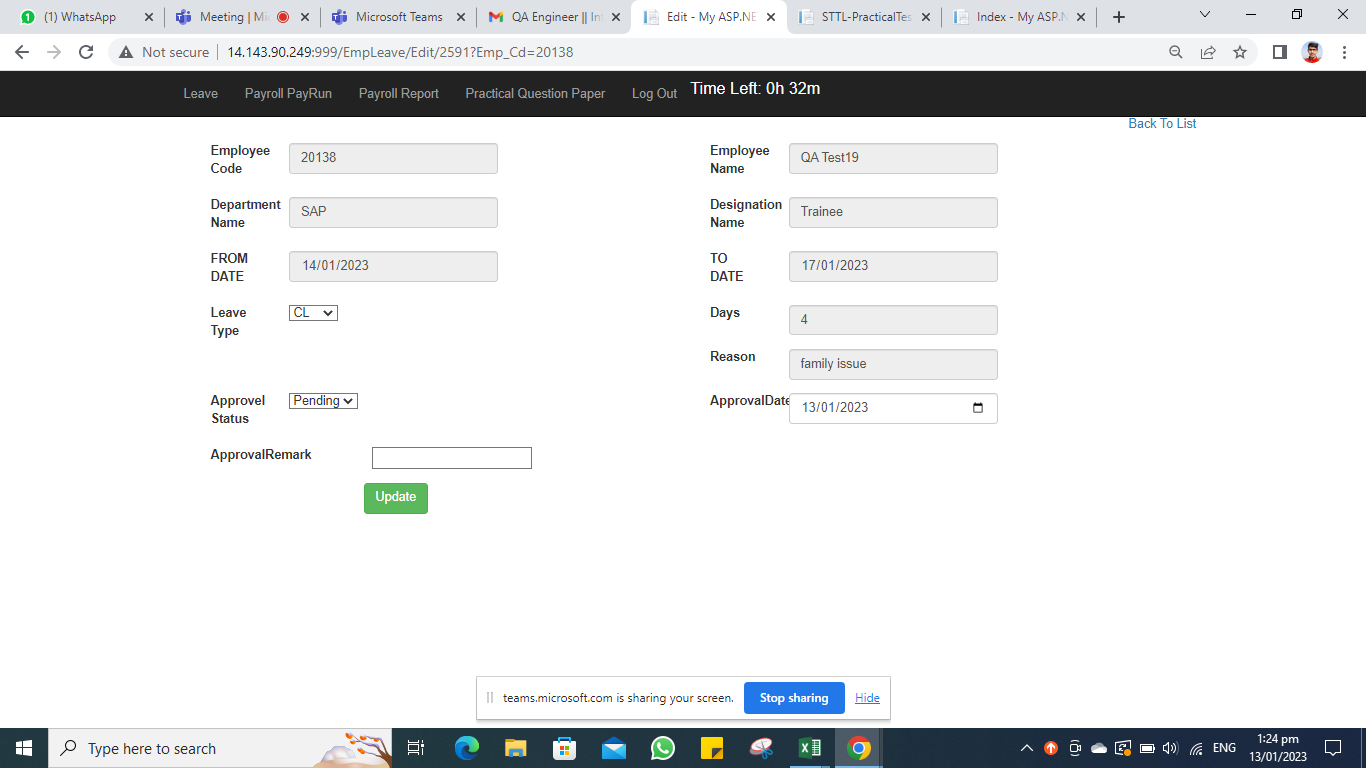 (1) WhatsApp
Meeting | Mi
Microsoft Teams
QA Engineer || Int
Edit - My ASP.NE
STTL-PracticalTes
Index - My ASP.N
Not secure
14.143.90.249:999/EmpLeave/Edit/2591?Emp_Cd=20138
Leave
Payroll PayRun
Payroll Report
Practical Question Paper
Log Out
Time Left: 0h 32m
Back To List
Employee Code
20138
Employee Name
QA Test19
Department Name
SAP
Designation Name
Trainee
FROM DATE
14/01/2023
TO DATE
17/01/2023
Leave Type
CL
Days
4
Reason
family issue
Approvel Status
Pending
ApprovalDate
13/01/2023
ApprovalRemark
Update
teams.microsoft.com is sharing your screen.
Stop sharing
Hide
Type here to search
ENG
1:24 pm
13/01/2023